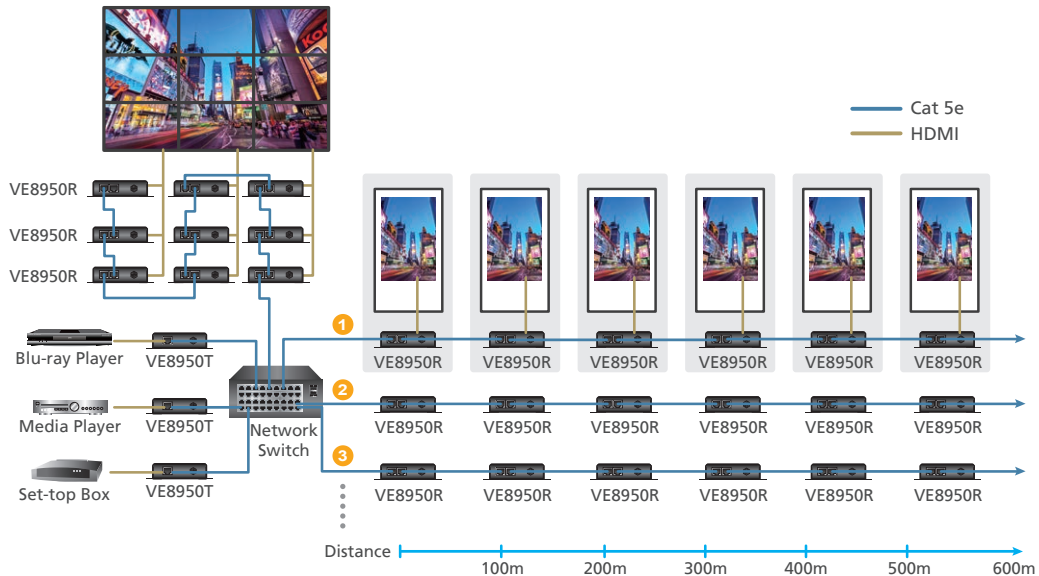 Cat 5e
HDMI
VE8950R
VE8950R
VE8950R
1
VE8950R VE8950R VE8950R VE8950R VE8950R VE8950R
Blu-ray Player VE8950T
2
VE8950R VE8950R VE8950R VE8950R VE8950R VE8950R
Media Player VE8950T
Network
Switch
3
VE8950R VE8950R VE8950R VE8950R VE8950R VE8950R
Set-top Box VE8950T
Distance
100m 200m 300m 400m 500m 600m